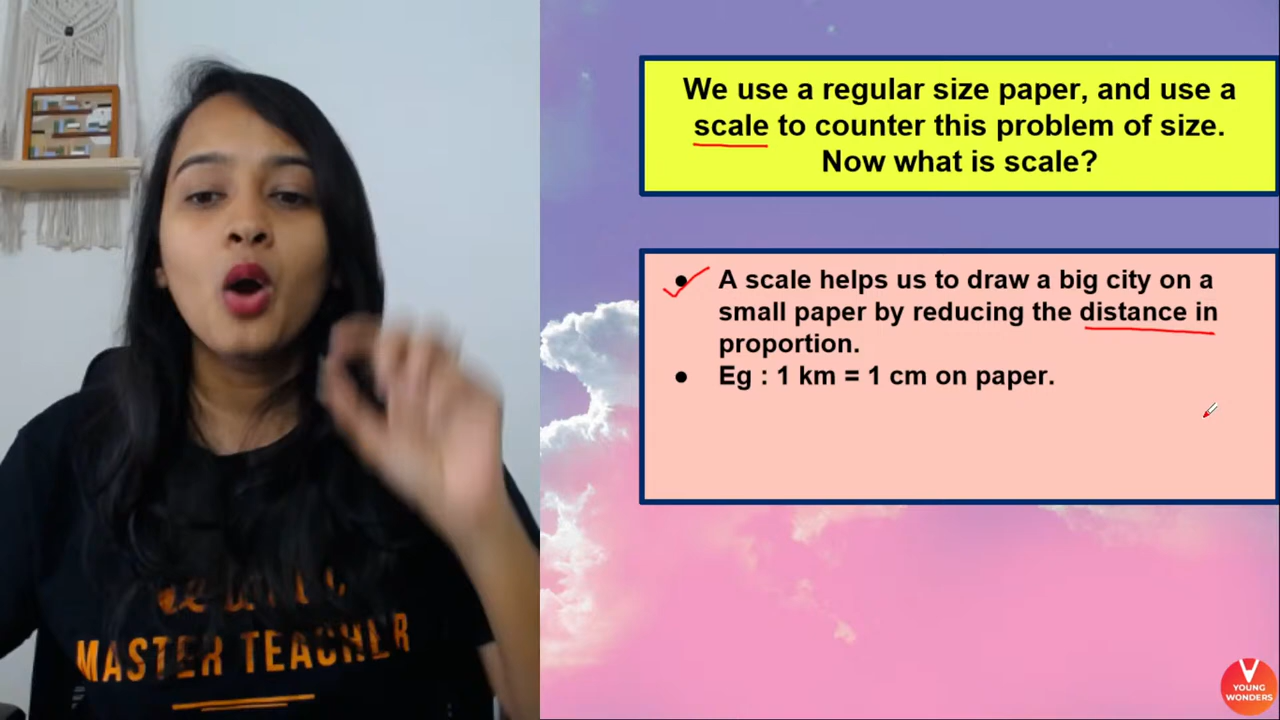 We use a regular size paper, and use a
scale to counter this problem of size.
Now what is scale?
● A scale helps us to draw a big city on a
small paper by reducing the distance in
proportion.
● Eg : 1 km = 1 cm on paper.
MASTER TEACHER
YOUNG
WONDERS